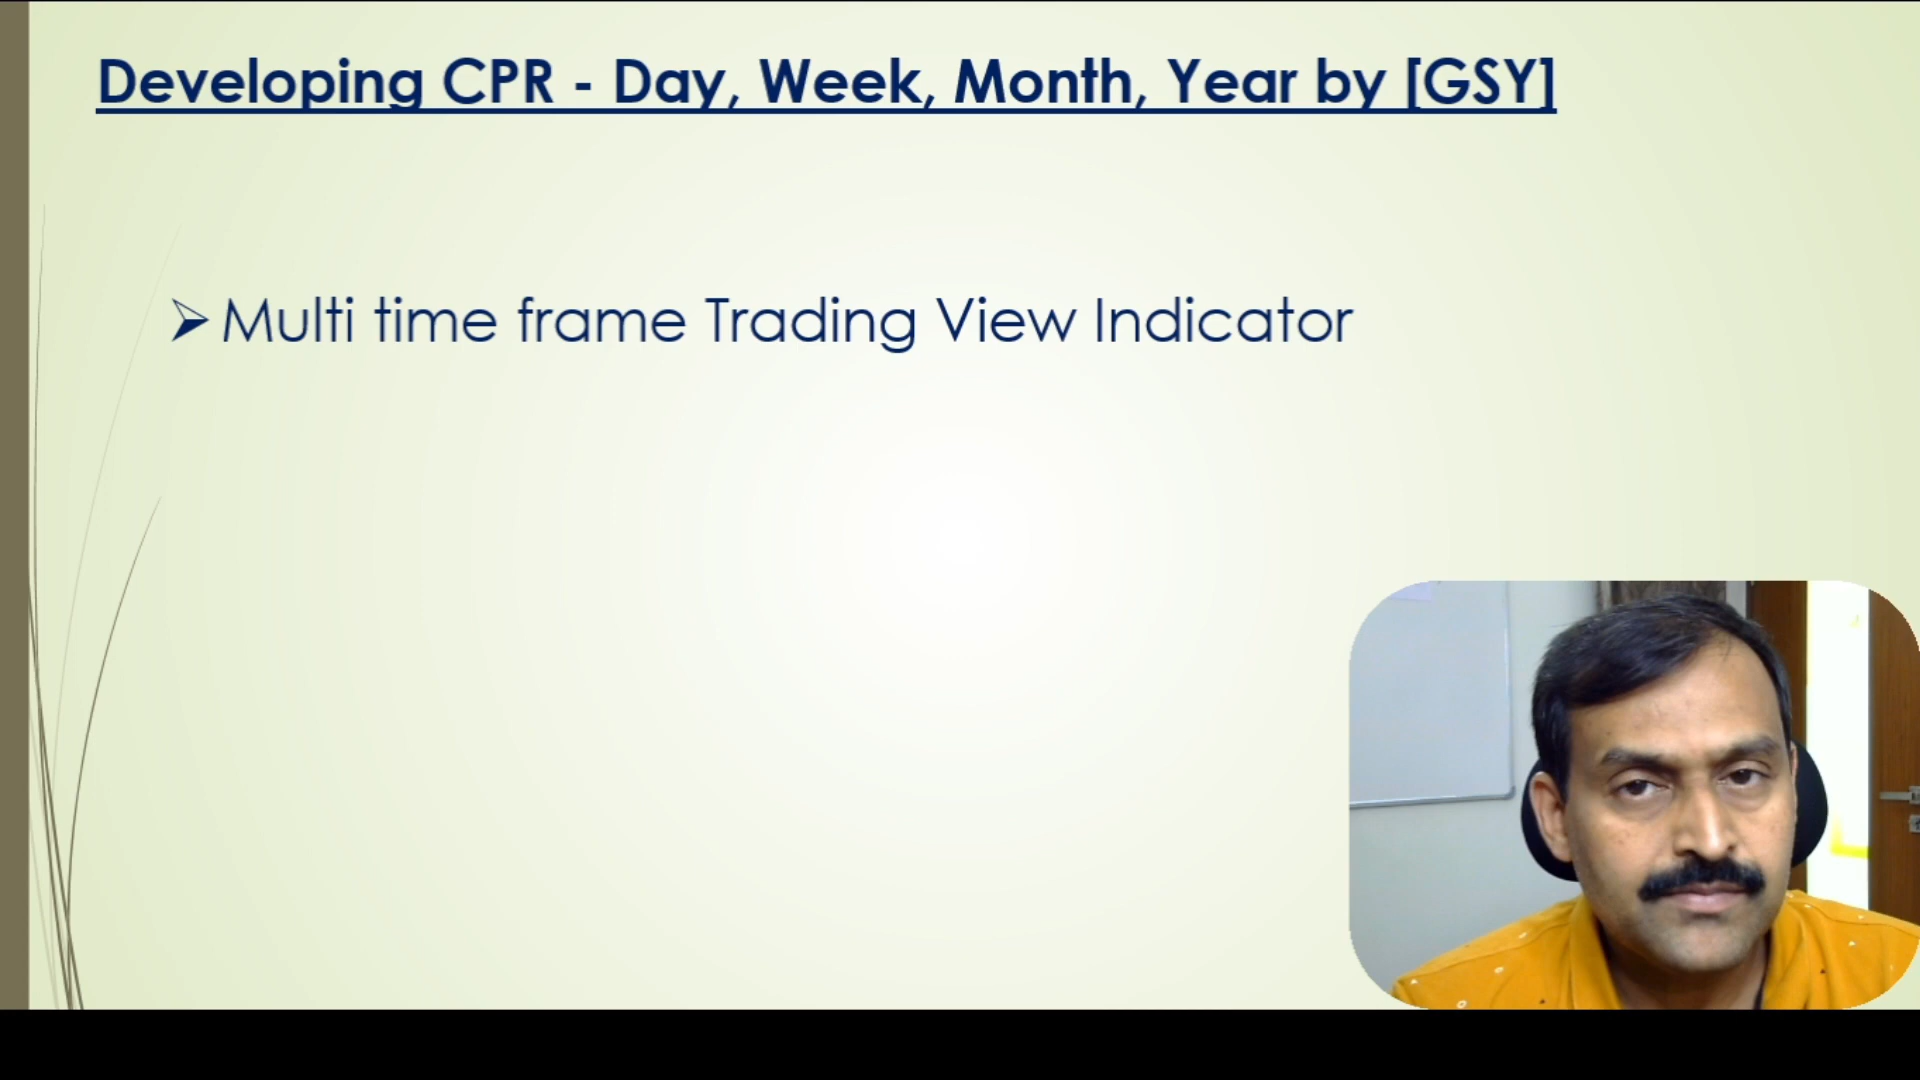 Developing CPR - Day, Week, Month, Year by [GSY]
Multi time frame Trading View Indicator